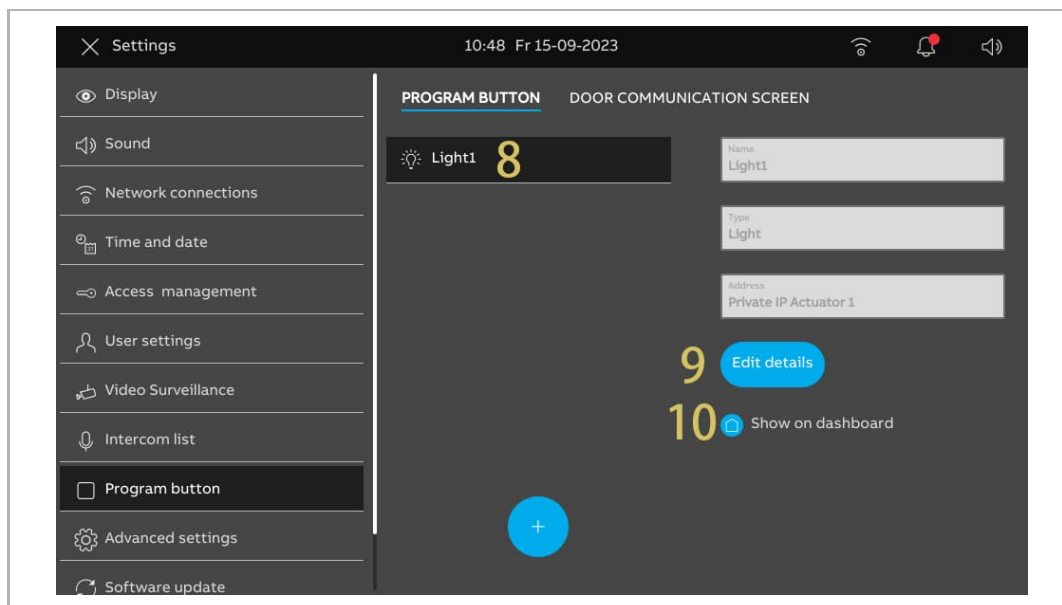 Settings
10:48 Fr 15-09-2023
Display
Sound
Network connections
Time and date
Access management
User settings
Video Surveillance
Intercom list
Program button
Advanced settings
Software update
PROGRAM BUTTON DOOR COMMUNICATION SCREEN
Light1 8
Name
Light1
Type
Light
Address
Private IP Actuator 1
9 Edit details
10 Show on dashboard
+